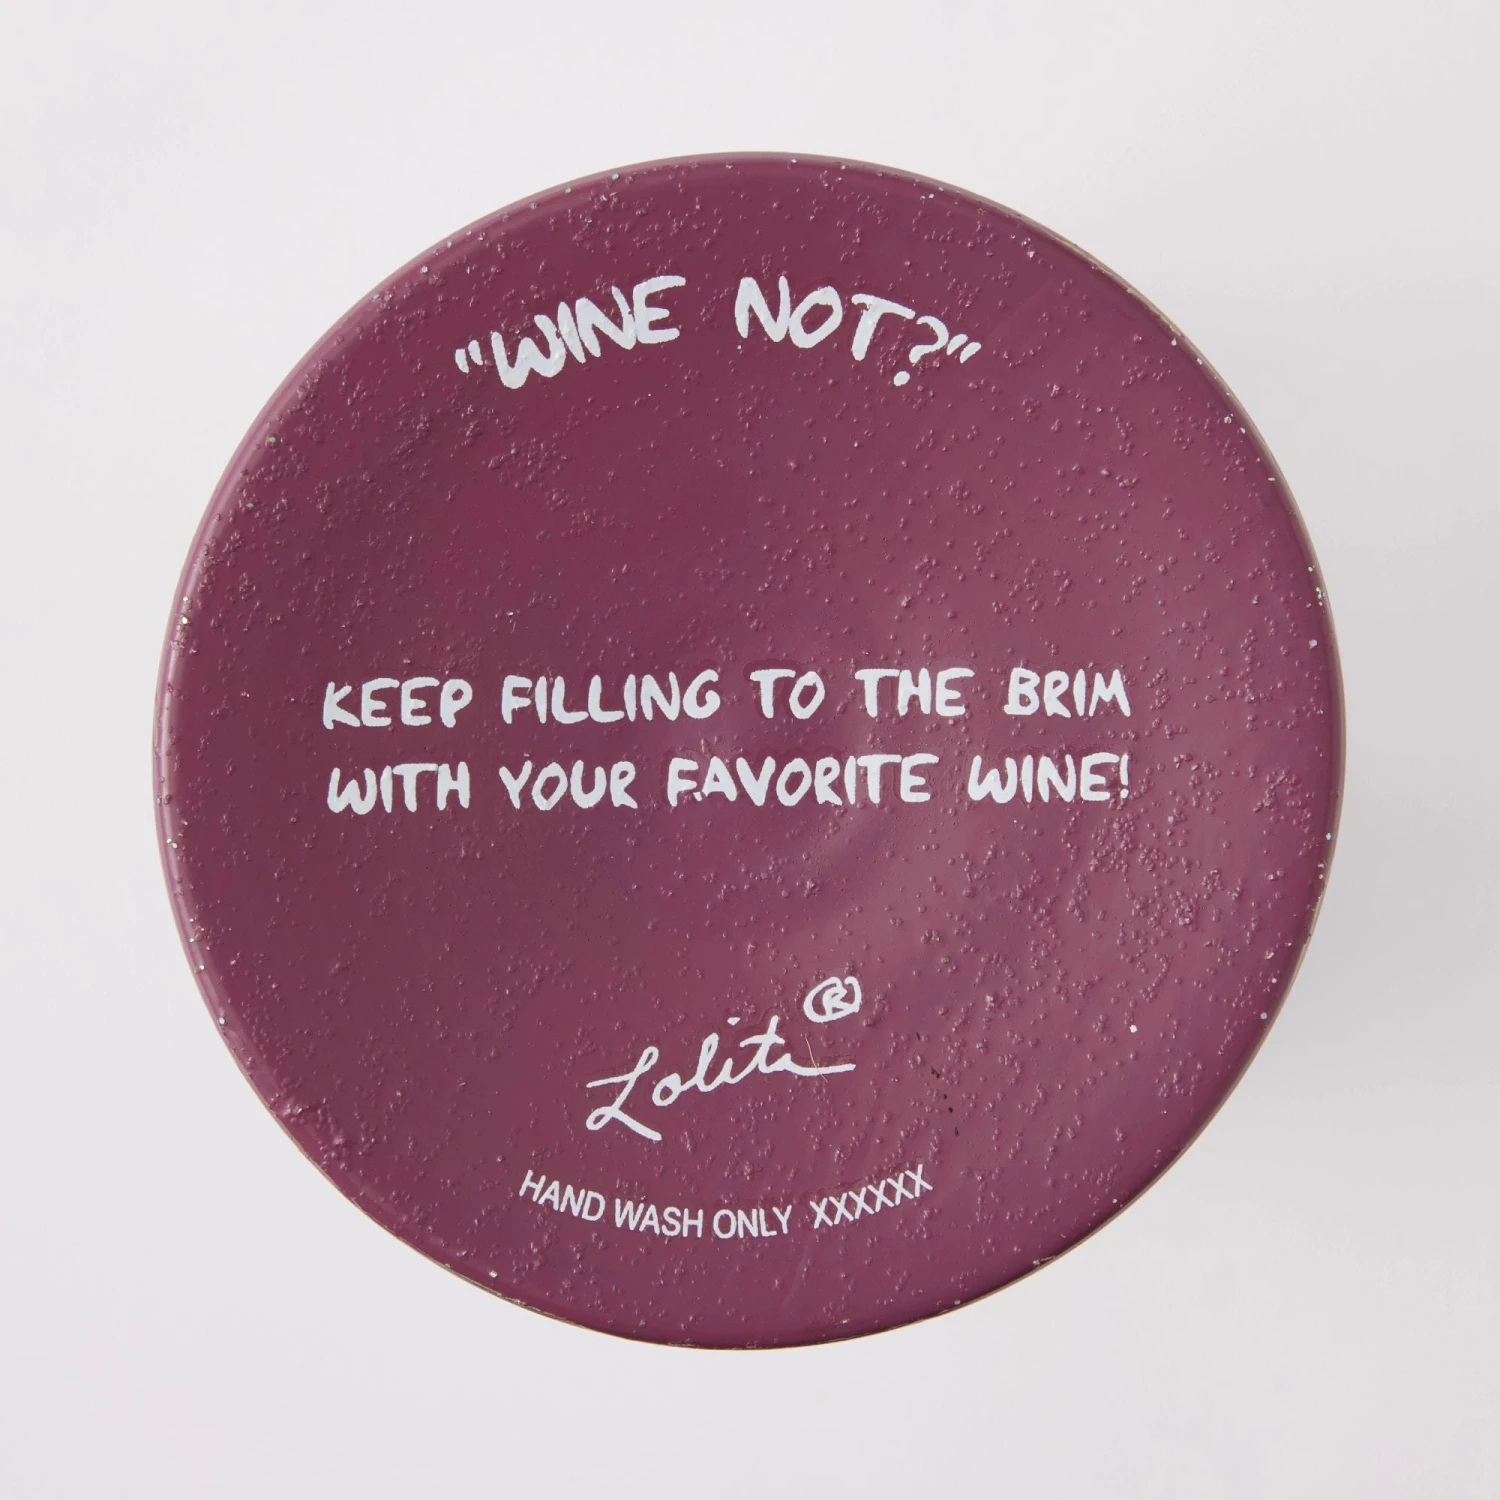 "WINE NOT?"
KEEP FILLING TO THE BRIM
WITH YOUR FAVORITE WINE!
Lolita®
HAND WASH ONLY XXXXXX